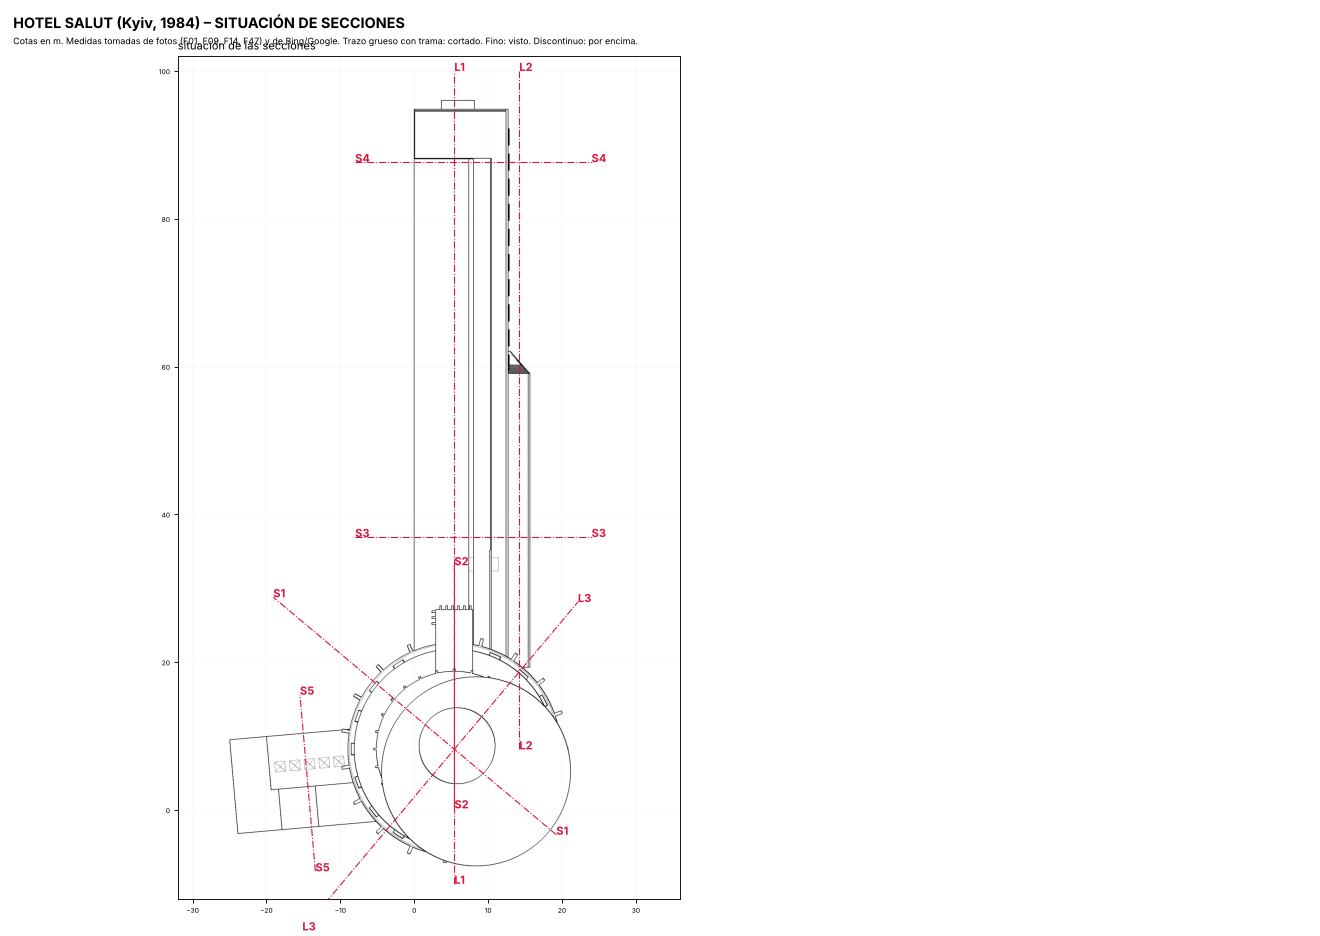 HOTEL SALUT (Kyiv, 1984) – SITUACIÓN DE SECCIONES
Cotas en m. Medidas tomadas de fotos (F01, F09, F14, F47) y de Bing/Google. Trazo grueso con trama: cortado. Fino: visto. Discontinuo: por encima.
situación de las secciones
L1 L2
100
S4 S4
80
60
40
S3 S3
S2
S1 L3
20
S5
L2
S2
0
S1
S5
L1
−30 −20 −10 0 10 20 30
L3